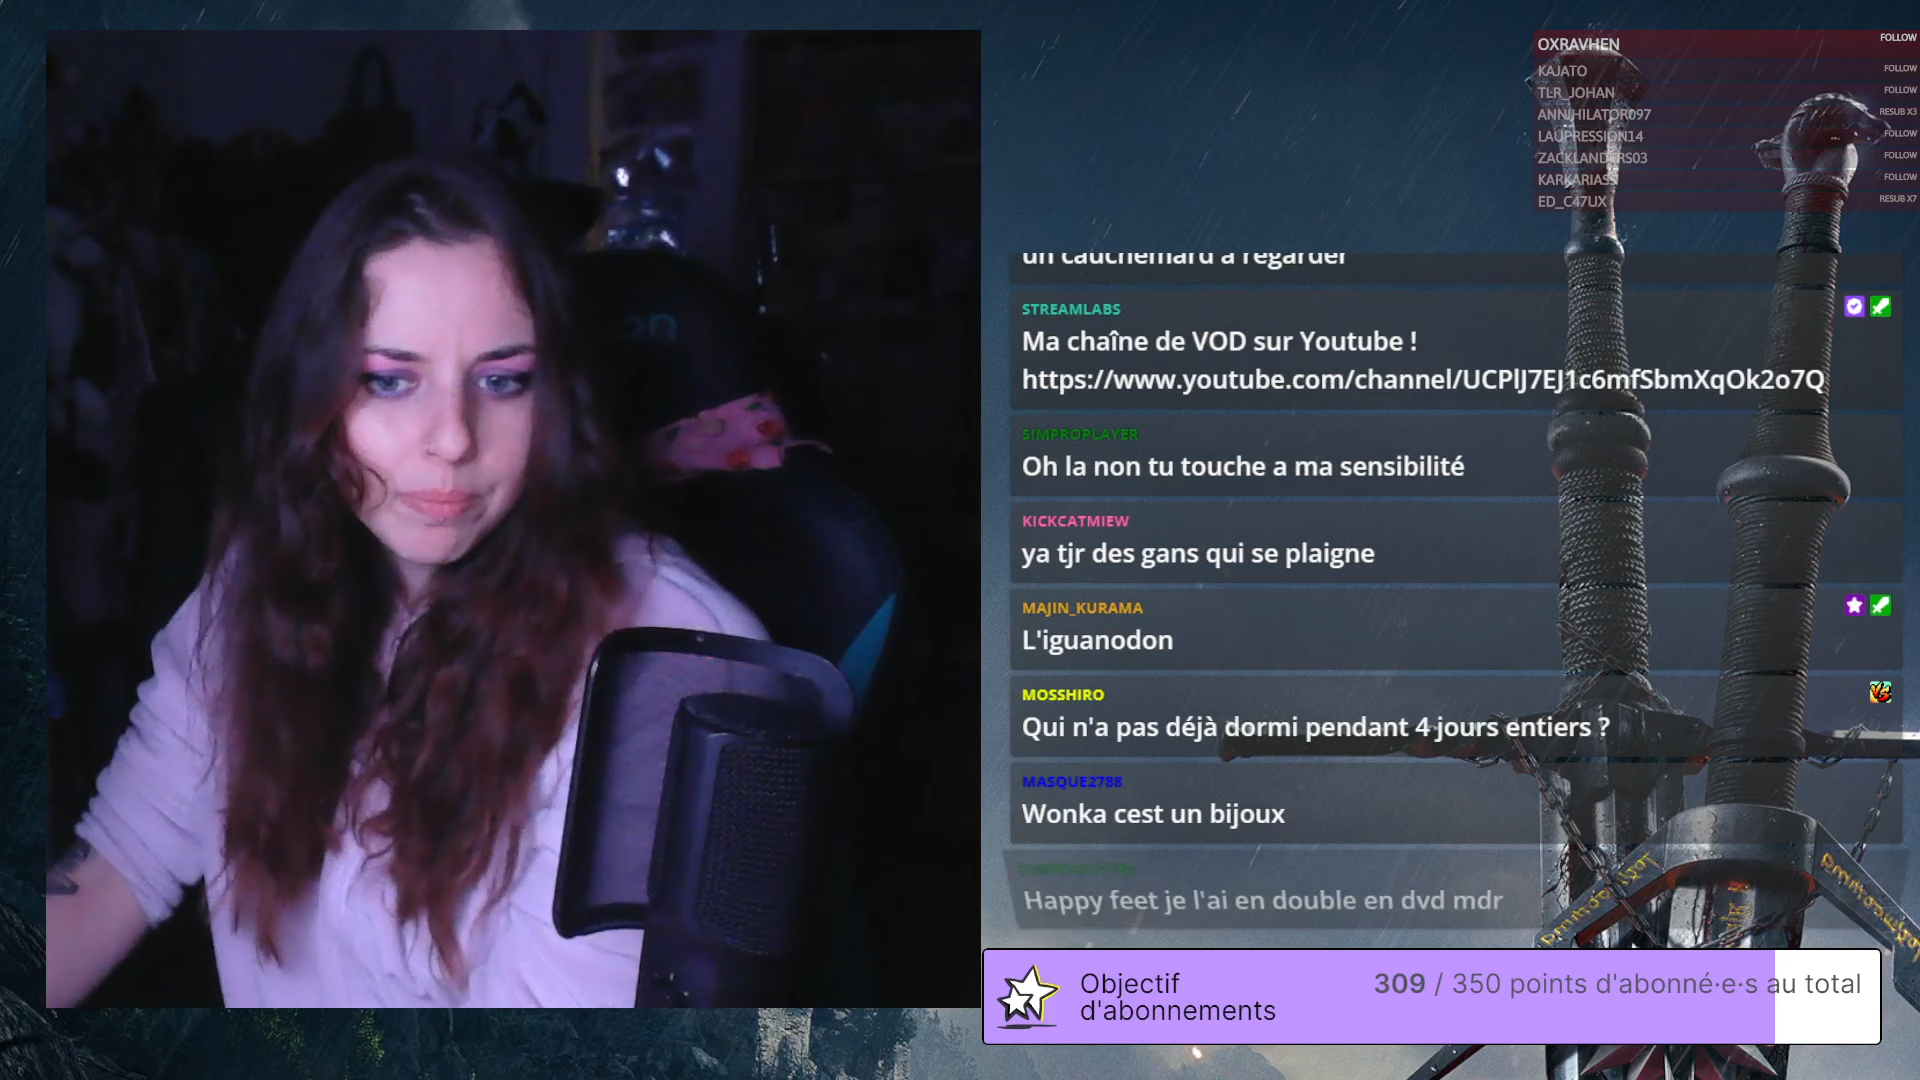 OXRAVHEN FOLLOW
KAJATO FOLLOW
TLR_JOHAN FOLLOW
ANNIHILATOR097 RESUB X3
LAUPRESSION14 FOLLOW
ZACKLANDERS03 FOLLOW
KARKARIASS FOLLOW
ED_C47UX RESUB X7
un cauchemard a regarder
STREAMLABS
Ma chaîne de VOD sur Youtube !
https://www.youtube.com/channel/UCPlJ7EJ1c6mfSbmXqOk2o7Q
SIMPROPLAYER
Oh la non tu touche a ma sensibilité
KICKCATMIEW
ya tjr des gans qui se plaigne
MAJIN_KURAMA
L'iguanodon
MOSSHIRO
Qui n'a pas déjà dormi pendant 4 jours entiers ?
MASQUE2788
Wonka cest un bijoux
Happy feet je l'ai en double en dvd mdr
Objectif
d'abonnements
309 / 350 points d'abonné·e·s au total